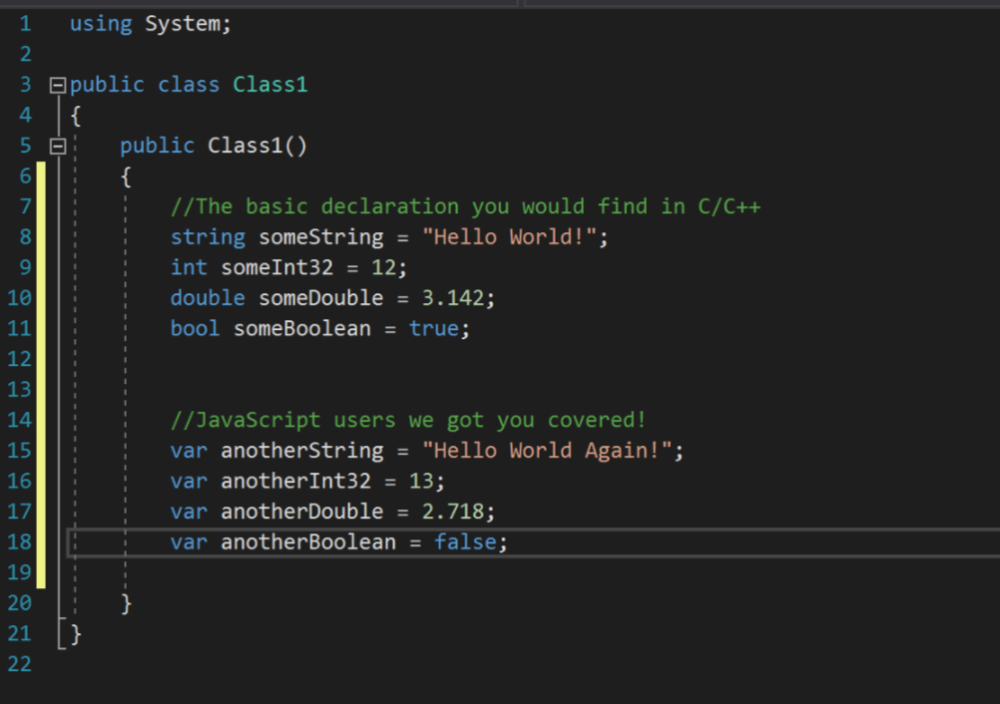 1 using System;
2
3 public class Class1
4 {
5 public Class1()
6 {
7 //The basic declaration you would find in C/C++
8 string someString = "Hello World!";
9 int someInt32 = 12;
10 double someDouble = 3.142;
11 bool someBoolean = true;
12
13
14 //JavaScript users we got you covered!
15 var anotherString = "Hello World Again!";
16 var anotherInt32 = 13;
17 var anotherDouble = 2.718;
18 var anotherBoolean = false;
19
20 }
21 }
22